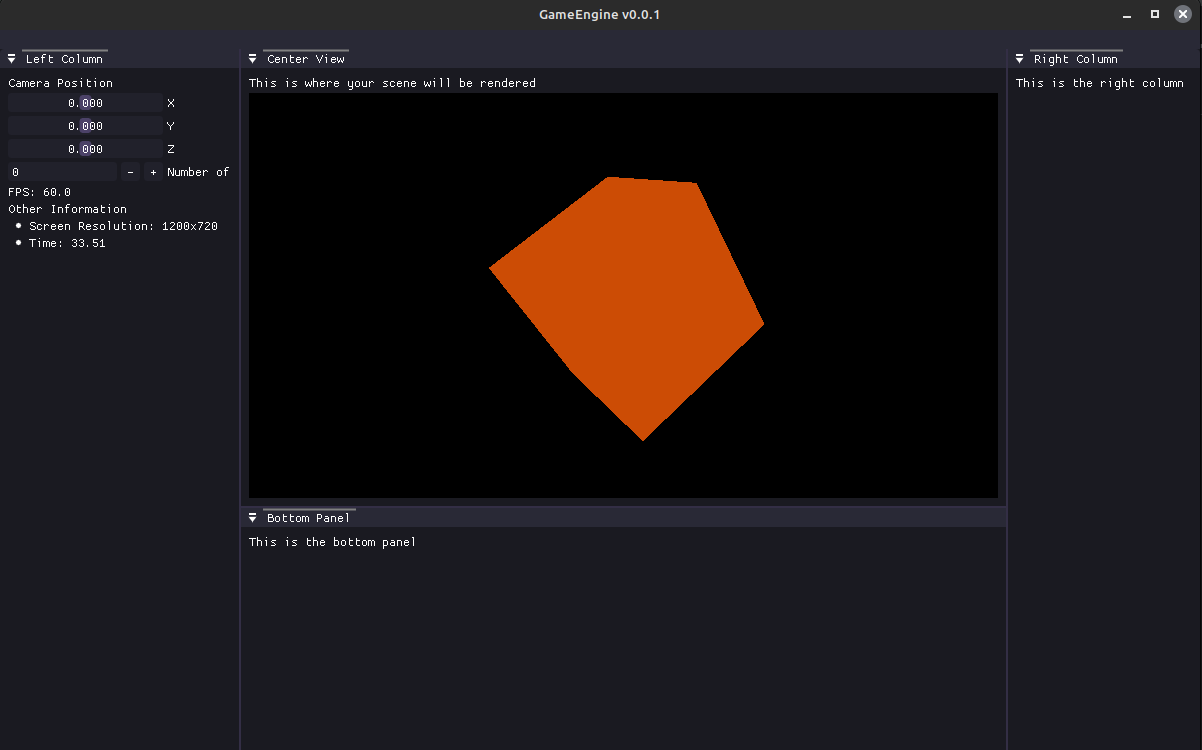 GameEngine v0.0.1
Left Column
Camera Position
0.000 X
0.000 Y
0.000 Z
0 - + Number of
FPS: 60.0
Other Information
Screen Resolution: 1200x720
Time: 33.51
Center View
This is where your scene will be rendered
Bottom Panel
This is the bottom panel
Right Column
This is the right column